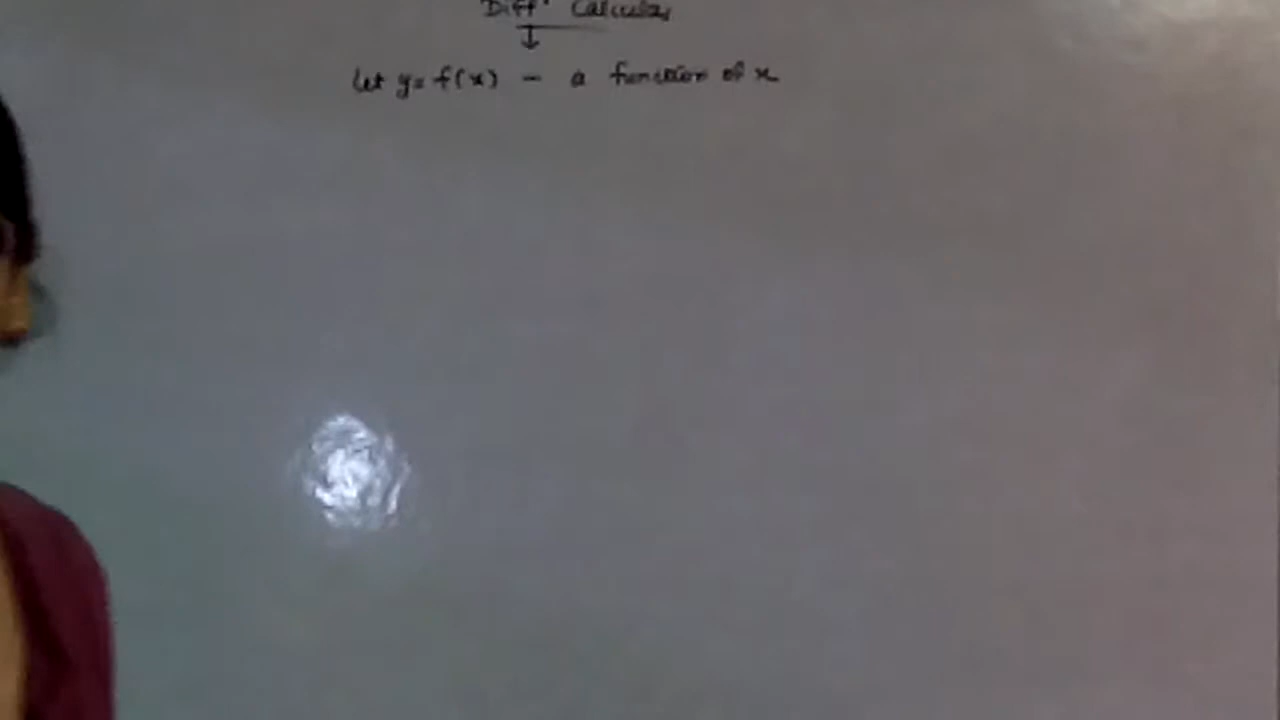 Diff. Calculus
↓
Let y = f(x) - a function of x